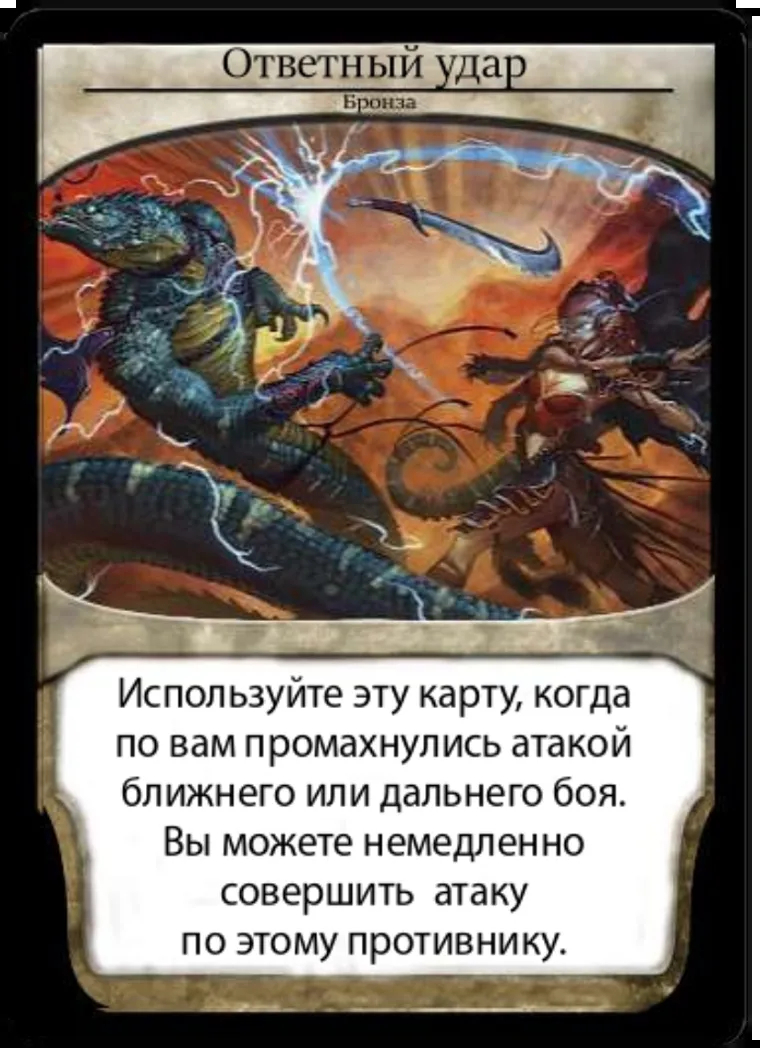 Ответный удар
Бронза
Используйте эту карту, когда
по вам промахнулись атакой
ближнего или дальнего боя.
Вы можете немедленно
совершить атаку
по этому противнику.